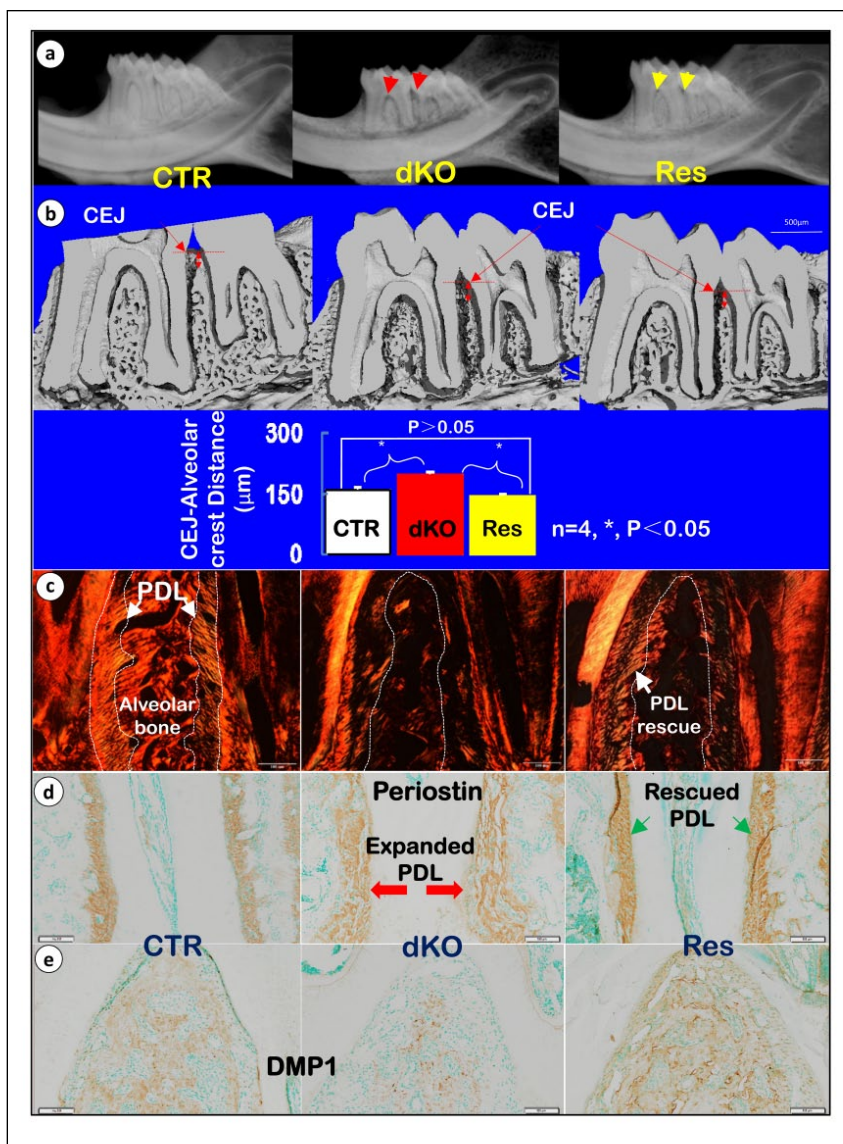 a
CTR
dKO
Res
b
CEJ
CEJ
500µm
CEJ-Alveolar
crest Distance
(µm)
300
150
0
P>0.05
*
*
CTR
dKO
Res
n=4, *, P<0.05
c
PDL
Alveolar
bone
PDL
rescue
d
Periostin
Expanded
PDL
Rescued
PDL
CTR
dKO
Res
e
DMP1